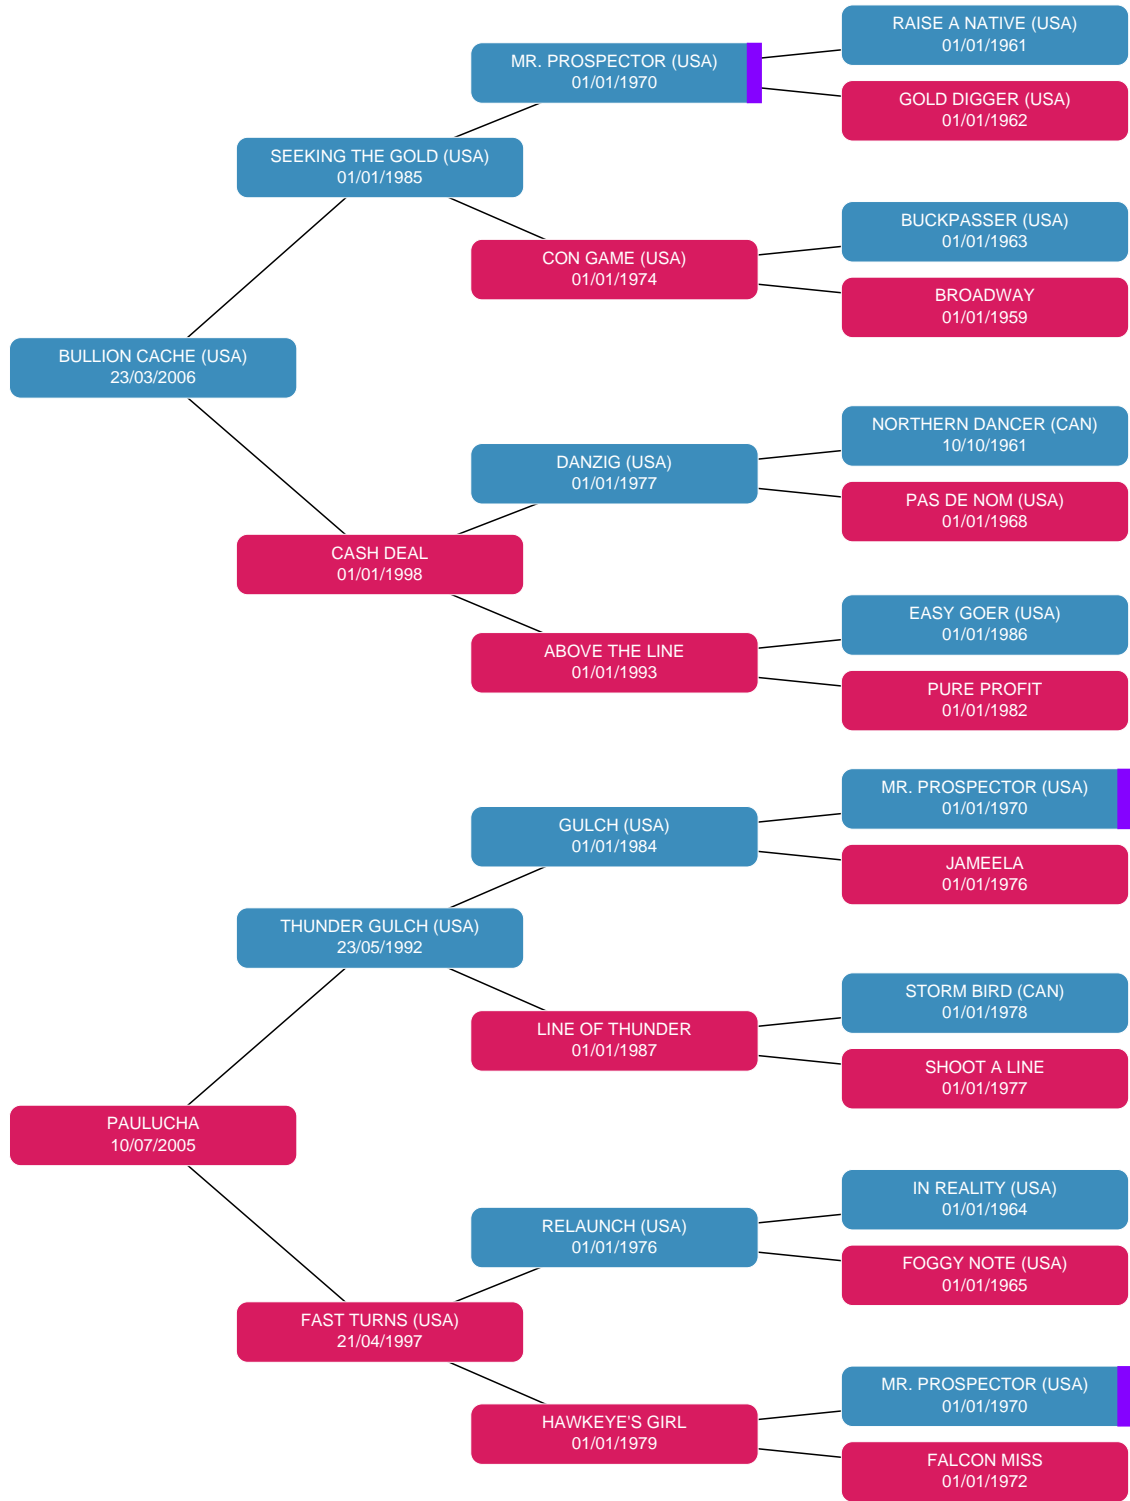 RAISE A NATIVE (USA)
01/01/1961
MR. PROSPECTOR (USA)
01/01/1970
GOLD DIGGER (USA)
01/01/1962
SEEKING THE GOLD (USA)
01/01/1985
BUCKPASSER (USA)
01/01/1963
CON GAME (USA)
01/01/1974
BROADWAY
01/01/1959
BULLION CACHE (USA)
23/03/2006
NORTHERN DANCER (CAN)
10/10/1961
DANZIG (USA)
01/01/1977
PAS DE NOM (USA)
01/01/1968
CASH DEAL
01/01/1998
EASY GOER (USA)
01/01/1986
ABOVE THE LINE
01/01/1993
PURE PROFIT
01/01/1982
MR. PROSPECTOR (USA)
01/01/1970
GULCH (USA)
01/01/1984
JAMEELA
01/01/1976
THUNDER GULCH (USA)
23/05/1992
STORM BIRD (CAN)
01/01/1978
LINE OF THUNDER
01/01/1987
SHOOT A LINE
01/01/1977
PAULUCHA
10/07/2005
IN REALITY (USA)
01/01/1964
RELAUNCH (USA)
01/01/1976
FOGGY NOTE (USA)
01/01/1965
FAST TURNS (USA)
21/04/1997
MR. PROSPECTOR (USA)
01/01/1970
HAWKEYE'S GIRL
01/01/1979
FALCON MISS
01/01/1972